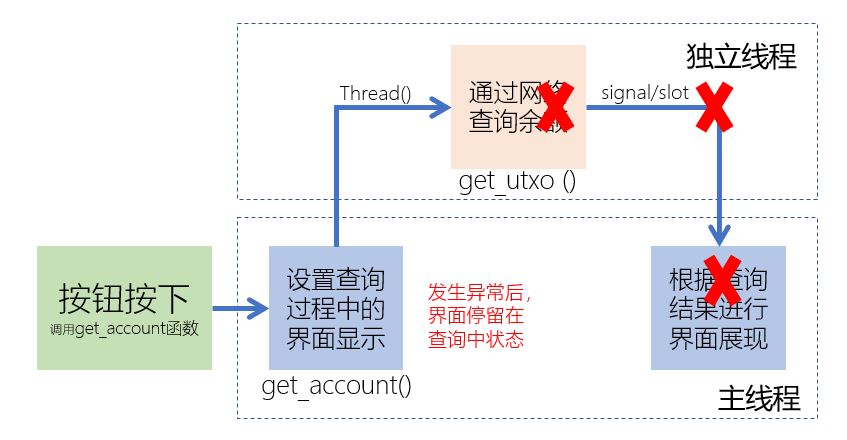 独立线程
Thread()
通过网络
查询余额
signal/slot
get_utxo ()
按钮按下
调用get_account函数
设置查询
过程中的
界面显示
get_account()
发生异常后，
界面停留在
查询中状态
根据查询
结果进行
界面展现
主线程